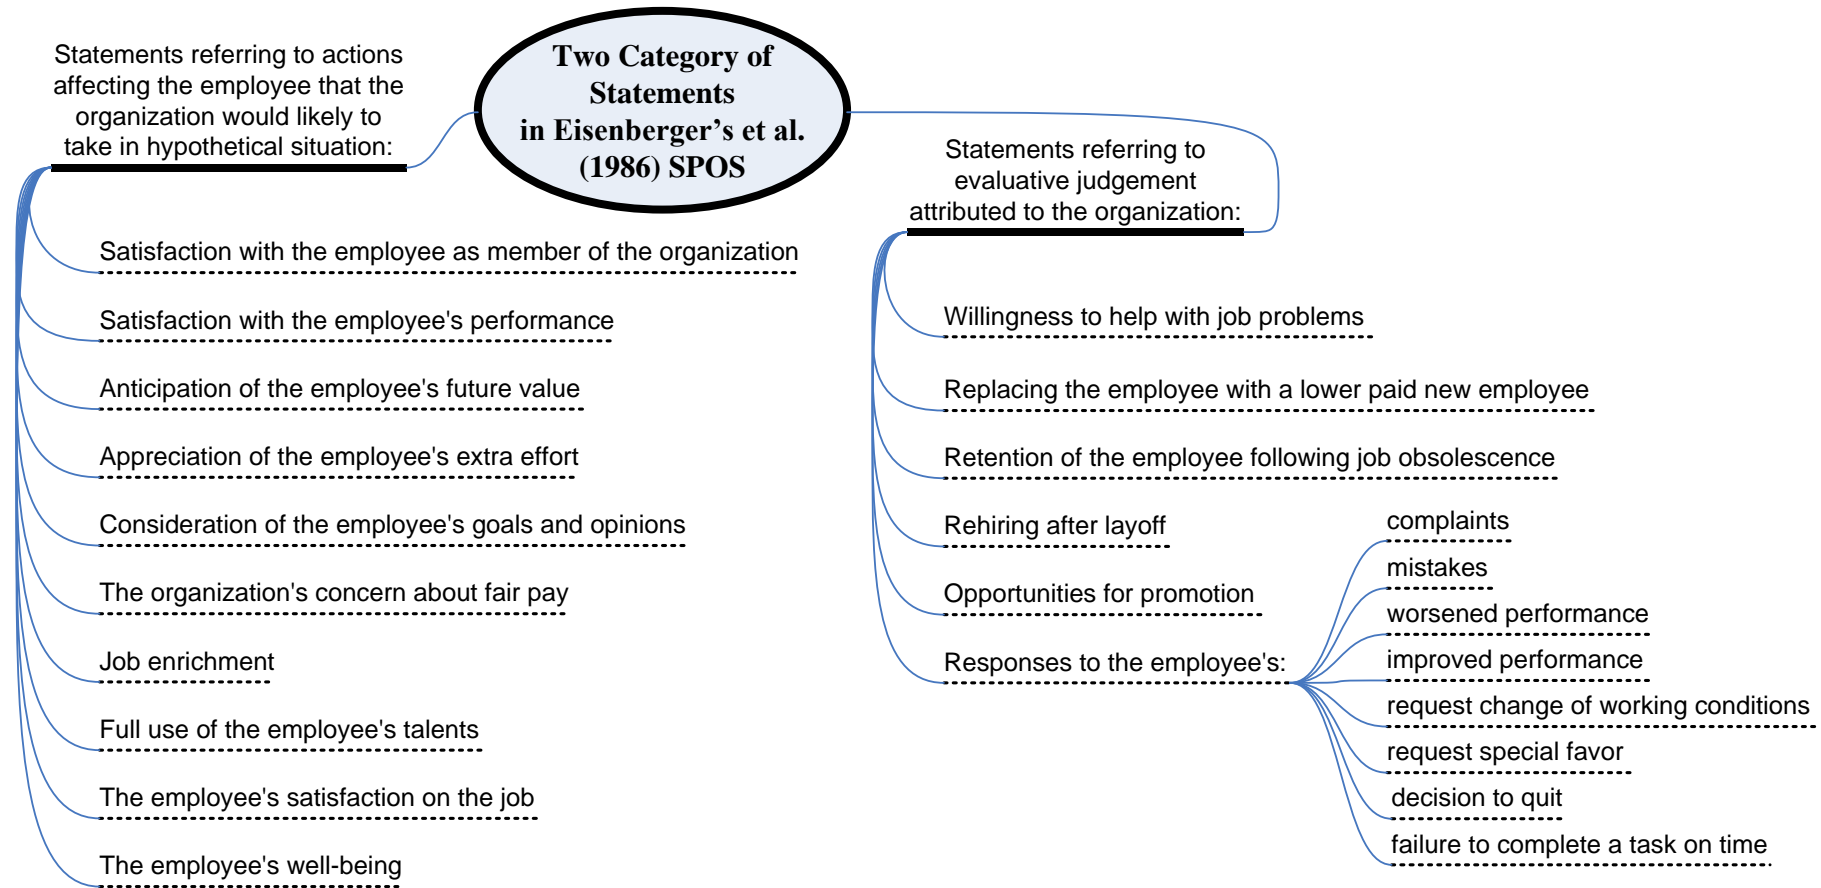 Two Category of
Statements
in Eisenberger’s et al.
(1986) SPOS
Statements referring to actions
affecting the employee that the
organization would likely to
take in hypothetical situation:
Satisfaction with the employee as member of the organization
Satisfaction with the employee's performance
Anticipation of the employee's future value
Appreciation of the employee's extra effort
Consideration of the employee's goals and opinions
The organization's concern about fair pay
Job enrichment
Full use of the employee's talents
The employee's satisfaction on the job
The employee's well-being
Statements referring to
evaluative judgement
attributed to the organization:
Willingness to help with job problems
Replacing the employee with a lower paid new employee
Retention of the employee following job obsolescence
Rehiring after layoff
Opportunities for promotion
Responses to the employee's:
complaints
mistakes
worsened performance
improved performance
request change of working conditions
request special favor
decision to quit
failure to complete a task on time